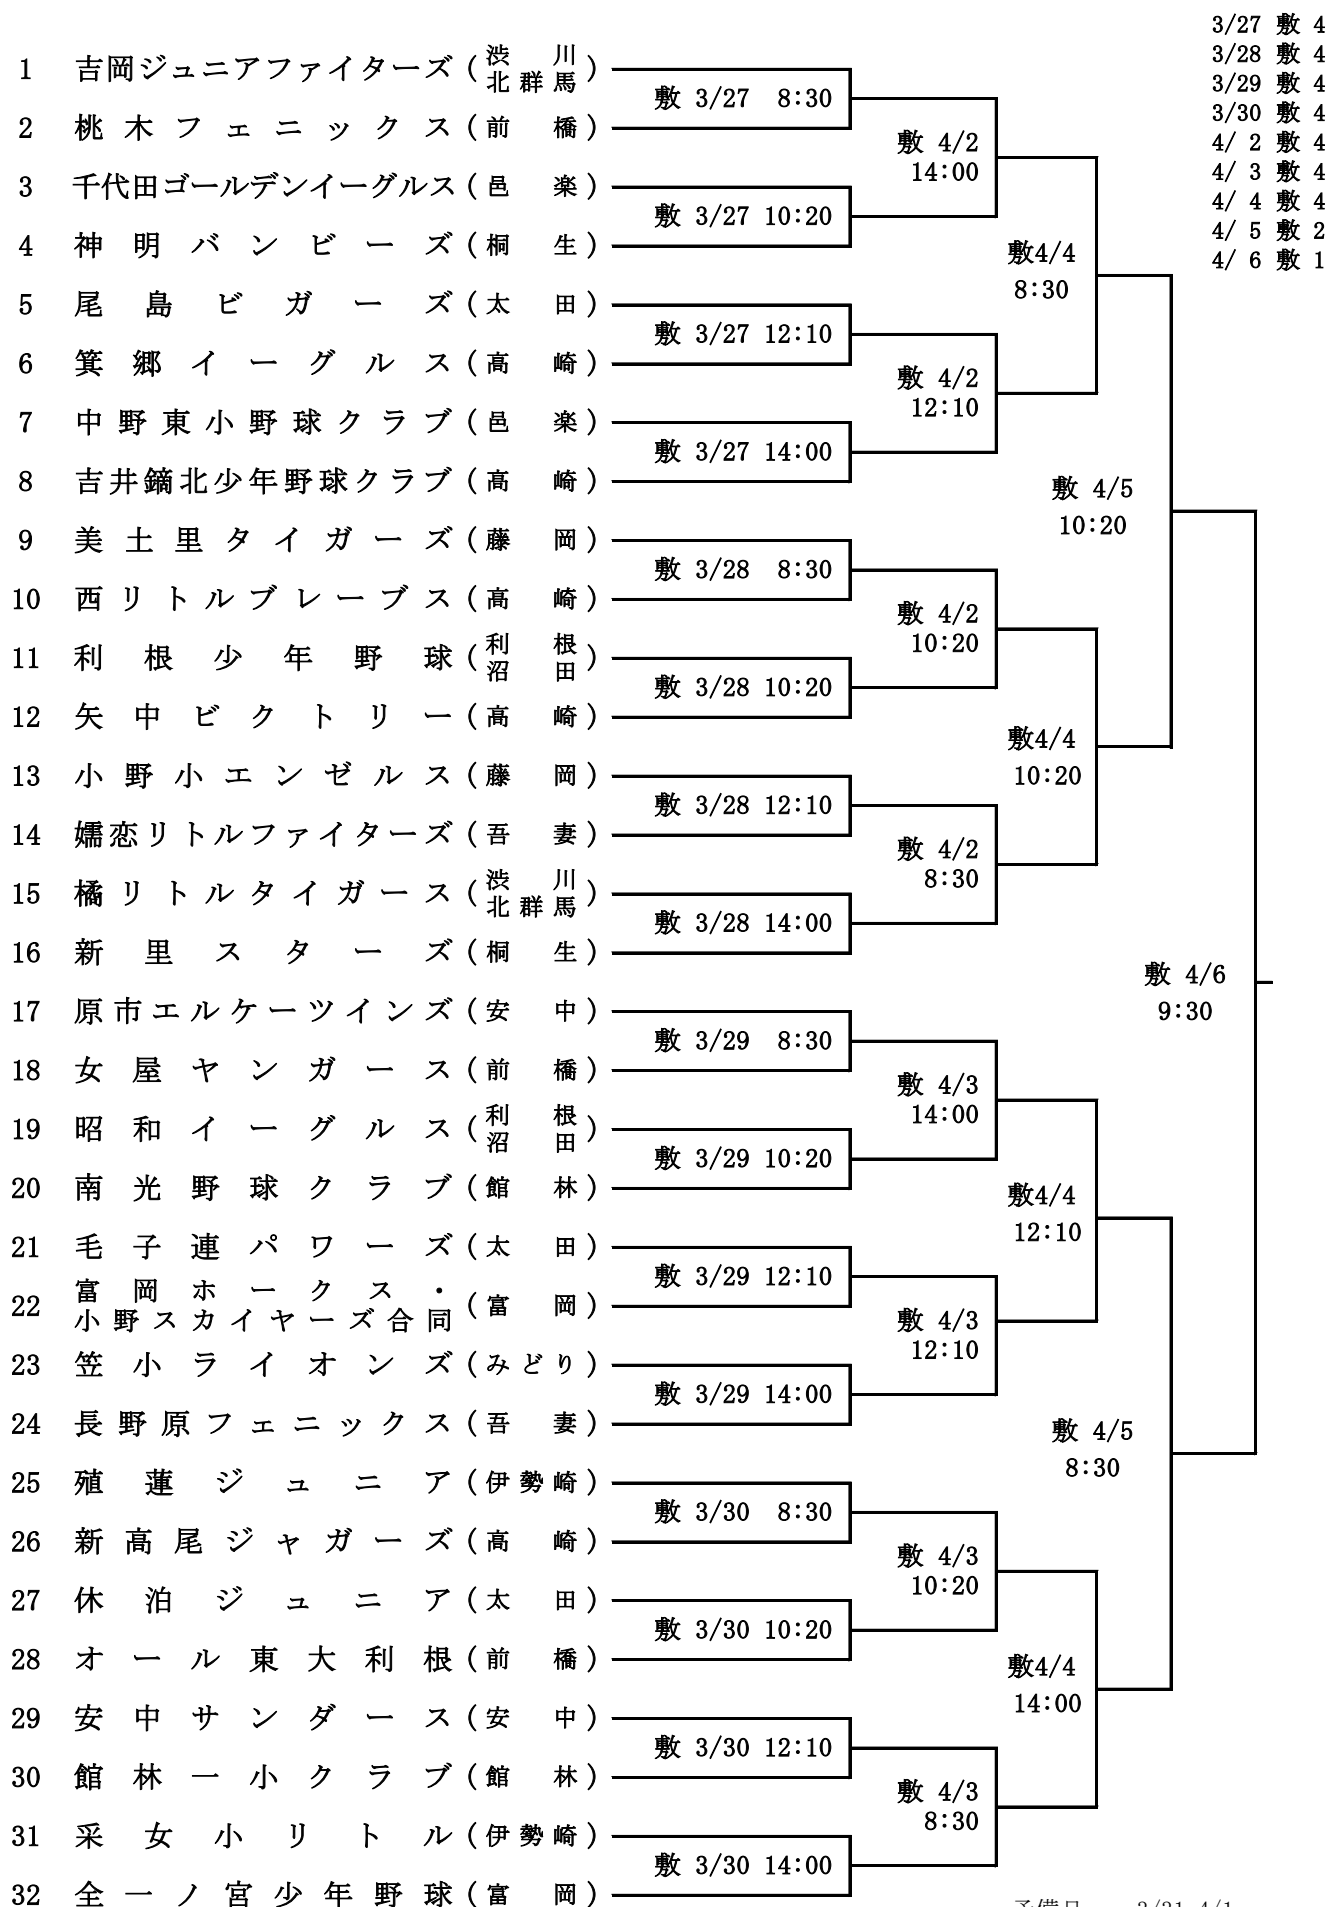 3/27 敷 4
3/28 敷 4
3/29 敷 4
3/30 敷 4
4/ 2 敷 4
4/ 3 敷 4
4/ 4 敷 4
4/ 5 敷 2
4/ 6 敷 1
1 吉岡ジュニアファイターズ(渋川北群馬)
敷 3/27 8:30
2 桃木フェニックス(前橋)
敷 4/2
14:00
3 千代田ゴールデンイーグルス(邑楽)
敷 3/27 10:20
4 神明バンビーズ(桐生)
敷4/4
8:30
5 尾島ビガーズ(太田)
敷 3/27 12:10
6 箕郷イーグルス(高崎)
敷 4/2
12:10
7 中野東小野球クラブ(邑楽)
敷 3/27 14:00
8 吉井鏑北少年野球クラブ(高崎)
敷 4/5
10:20
9 美土里タイガーズ(藤岡)
敷 3/28 8:30
10 西リトルブレーブス(高崎)
敷 4/2
10:20
11 利根少年野球(利根沼田)
敷 3/28 10:20
12 矢中ビクトリー(高崎)
敷4/4
10:20
13 小野小エンゼルス(藤岡)
敷 3/28 12:10
14 嬬恋リトルファイターズ(吾妻)
敷 4/2
8:30
15 橘リトルタイガース(渋川北群馬)
敷 3/28 14:00
16 新里スターズ(桐生)
敷 4/6
9:30
17 原市エルケーツインズ(安中)
敷 3/29 8:30
18 女屋ヤンガース(前橋)
敷 4/3
14:00
19 昭和イーグルス(利根沼田)
敷 3/29 10:20
20 南光野球クラブ(館林)
敷4/4
12:10
21 毛子連パワーズ(太田)
敷 3/29 12:10
22 富岡ホークス・
小野スカイヤーズ合同(富岡)
敷 4/3
12:10
23 笠小ライオンズ(みどり)
敷 3/29 14:00
24 長野原フェニックス(吾妻)
敷 4/5
8:30
25 殖蓮ジュニア(伊勢崎)
敷 3/30 8:30
26 新高尾ジャガーズ(高崎)
敷 4/3
10:20
27 休泊ジュニア(太田)
敷 3/30 10:20
28 オール東大利根(前橋)
敷4/4
14:00
29 安中サンダース(安中)
敷 3/30 12:10
30 館林一小クラブ(館林)
敷 4/3
8:30
31 采女小リトル(伊勢崎)
敷 3/30 14:00
32 全一ノ宮少年野球(富岡)
予備日 3/31 4/1